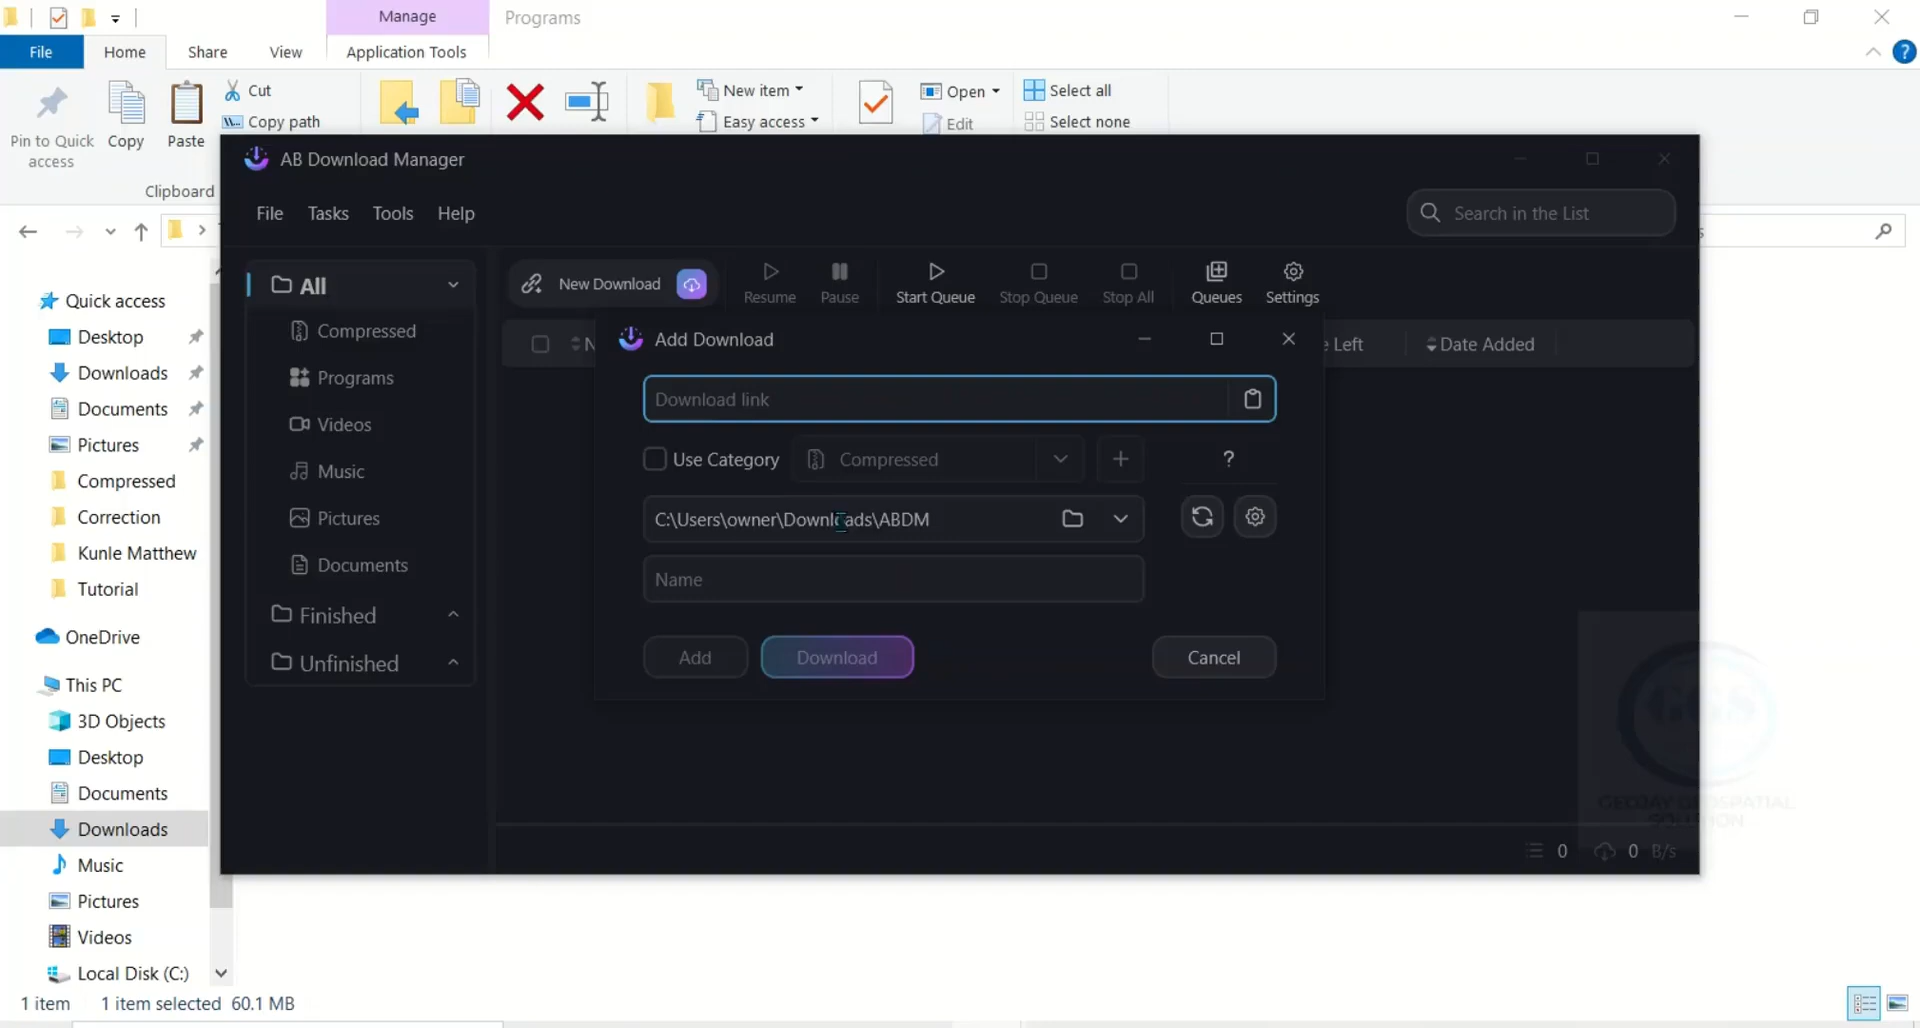 Manage
Programs
File
Home
Share
View
Application Tools
Pin to Quick access
Copy
Paste
Cut
Copy path
New item
Easy access
Open
Edit
Select all
Select none
Clipboard
AB Download Manager
File
Tasks
Tools
Help
Search in the List
Quick access
Desktop
Downloads
Documents
Pictures
Compressed
Correction
Kunle Matthew
Tutorial
OneDrive
This PC
3D Objects
Desktop
Documents
Downloads
Music
Pictures
Videos
Local Disk (C:)
All
Compressed
Programs
Videos
Music
Pictures
Documents
Finished
Unfinished
New Download
Resume
Pause
Start Queue
Stop Queue
Stop All
Queues
Settings
N
e Left
Date Added
Add Download
Download link
Use Category
Compressed
?
C:\Users\owner\Downloads\ABDM
Name
Add
Download
Cancel
0
0 B/s
1 item
1 item selected 60.1 MB